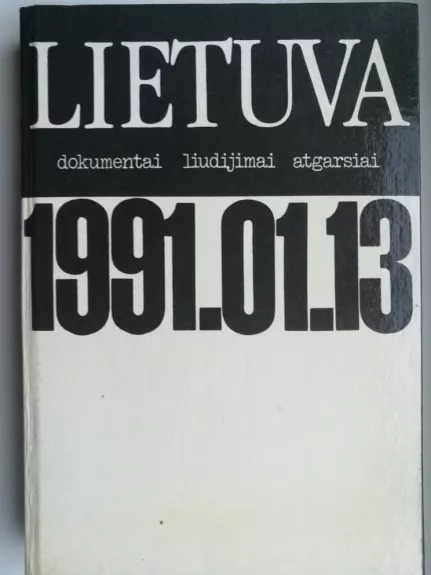 LIETUVA
dokumentai liudijimai atgarsiai
1991.01.13